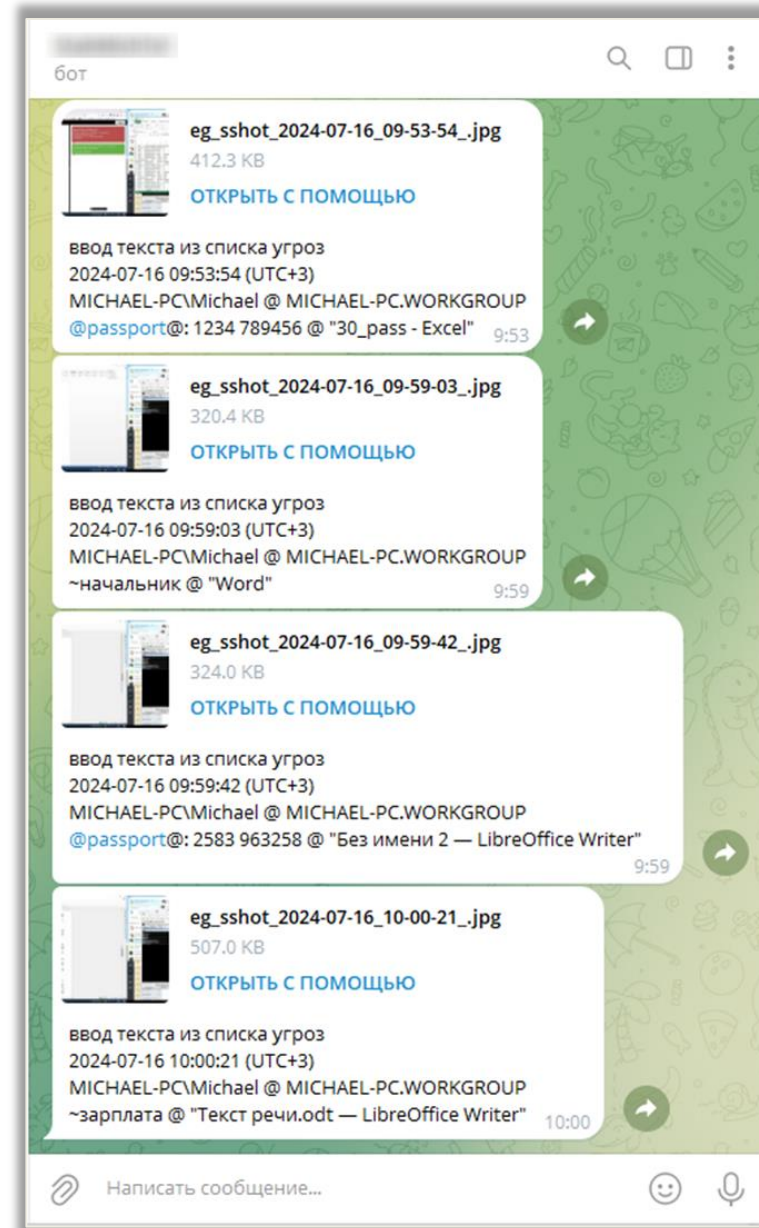 бот
eg_sshot_2024-07-16_09-53-54_.jpg
412.3 KB
ОТКРЫТЬ С ПОМОЩЬЮ
ввод текста из списка угроз
2024-07-16 09:53:54 (UTC+3)
MICHAEL-PC\Michael @ MICHAEL-PC.WORKGROUP
@passport@: 1234 789456 @ "30_pass - Excel" 9:53
eg_sshot_2024-07-16_09-59-03_.jpg
320.4 KB
ОТКРЫТЬ С ПОМОЩЬЮ
ввод текста из списка угроз
2024-07-16 09:59:03 (UTC+3)
MICHAEL-PC\Michael @ MICHAEL-PC.WORKGROUP
~начальник @ "Word" 9:59
eg_sshot_2024-07-16_09-59-42_.jpg
324.0 KB
ОТКРЫТЬ С ПОМОЩЬЮ
ввод текста из списка угроз
2024-07-16 09:59:42 (UTC+3)
MICHAEL-PC\Michael @ MICHAEL-PC.WORKGROUP
@passport@: 2583 963258 @ "Без имени 2 — LibreOffice Writer"
9:59
eg_sshot_2024-07-16_10-00-21_.jpg
507.0 KB
ОТКРЫТЬ С ПОМОЩЬЮ
ввод текста из списка угроз
2024-07-16 10:00:21 (UTC+3)
MICHAEL-PC\Michael @ MICHAEL-PC.WORKGROUP
~зарплата @ "Текст речи.odt — LibreOffice Writer" 10:00
Написать сообщение...